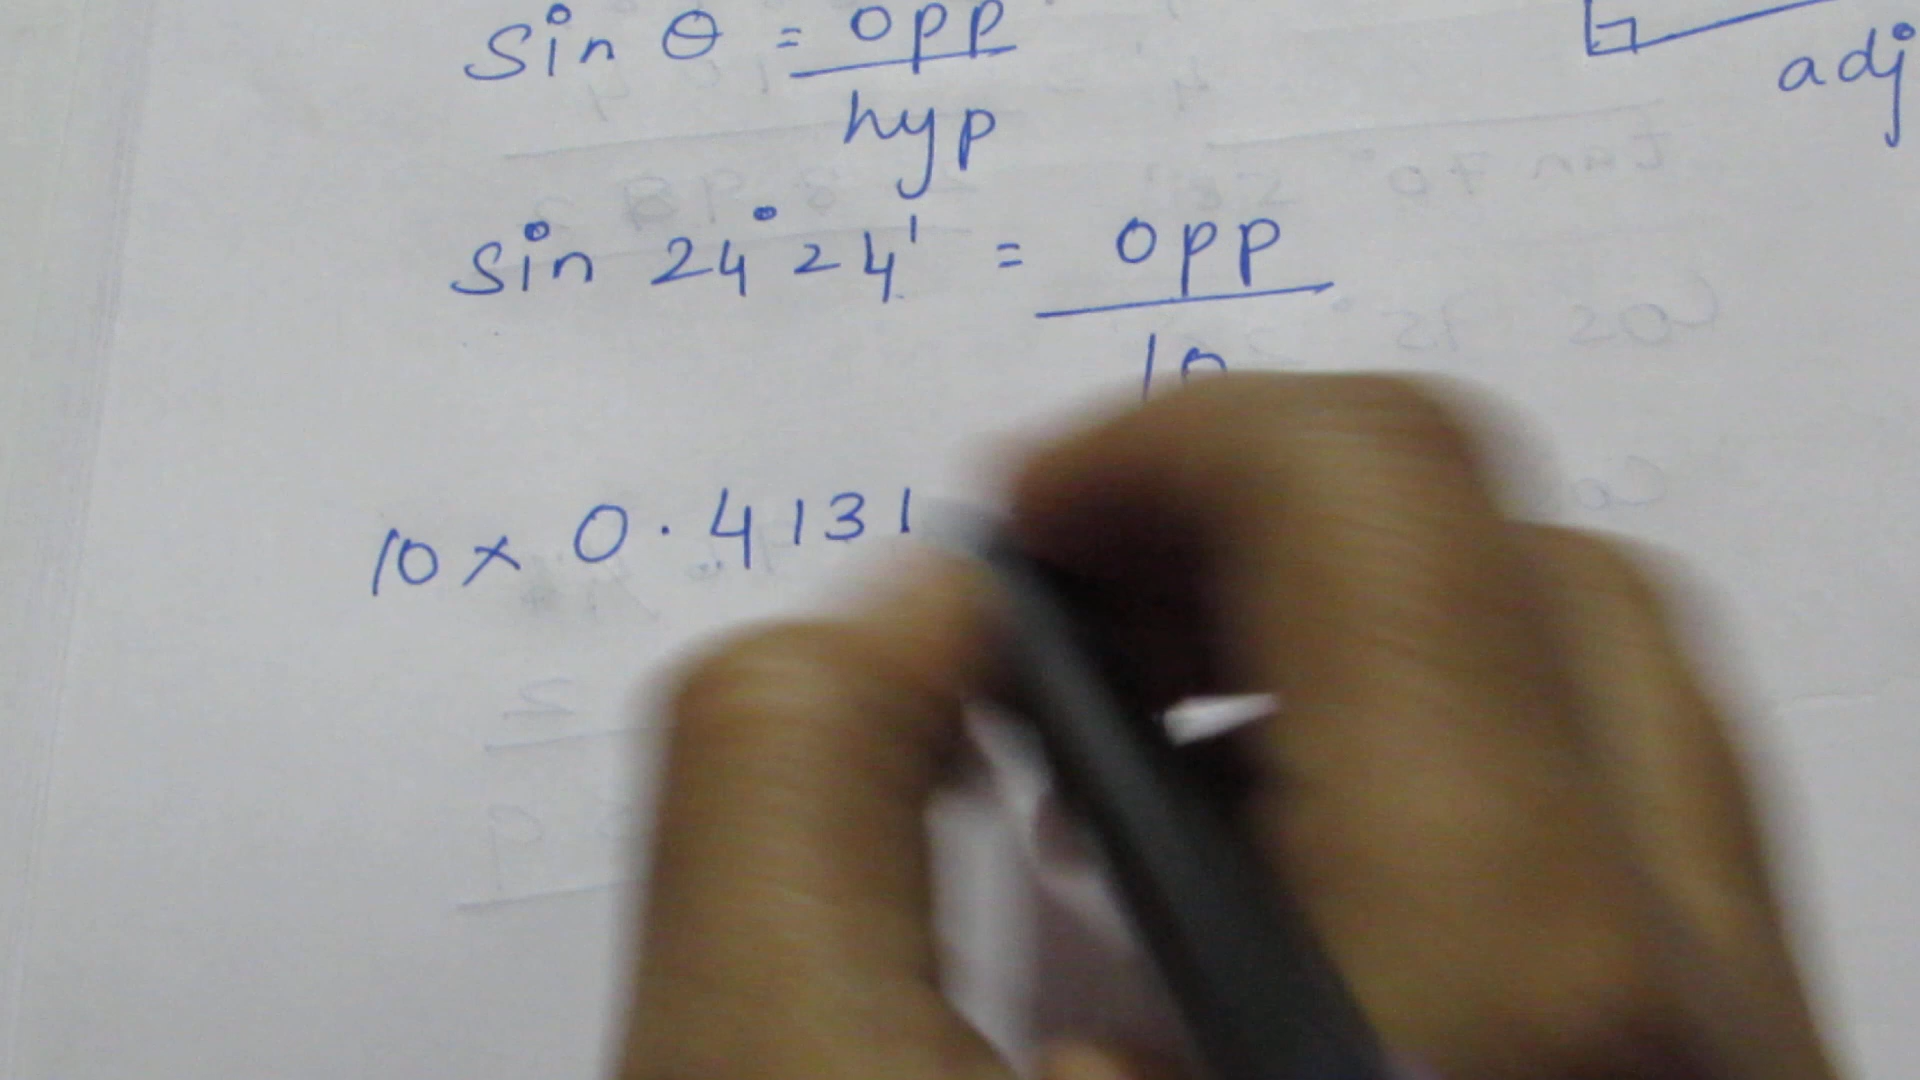 Sin θ = opp
hyp
adj
Sin 24°24' = opp
10
10 × 0.4131